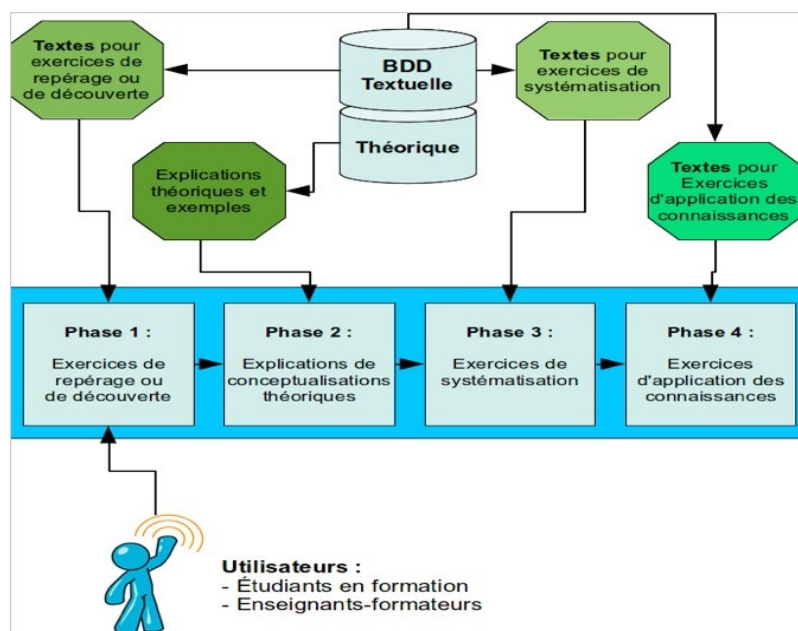 Textes pour
exercices de
repérage ou
de découverte
BDD
Textuelle
Théorique
Textes pour
exercices de
systématisation
Explications
théoriques et
exemples
Textes pour
Exercices
d'application des
connaissances
Phase 1 :
Exercices de
repérage ou
de découverte
Phase 2 :
Explications de
conceptualisations
théoriques
Phase 3 :
Exercices de
systématisation
Phase 4 :
Exercices
d'application des
connaissances
Utilisateurs :
- Étudiants en formation
- Enseignants-formateurs